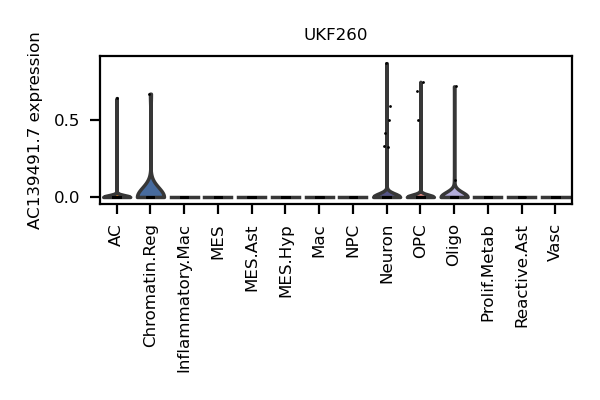 UKF260
AC139491.7 expression
0.5
0.0
AC
Chromatin.Reg
Inflammatory.Mac
MES
MES.Ast
MES.Hyp
Mac
NPC
Neuron
OPC
Oligo
Prolif.Metab
Reactive.Ast
Vasc